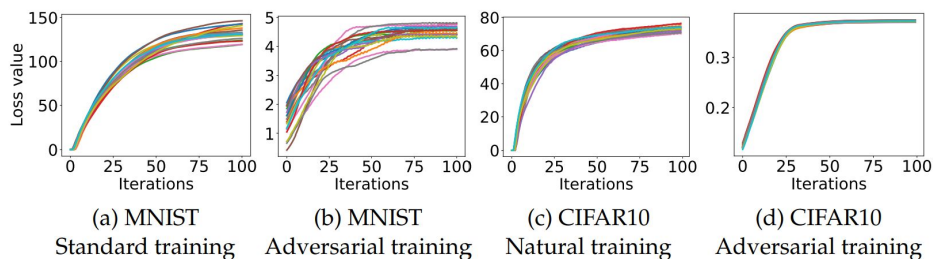 Loss value
150
100
50
0
0 25 50 75 100
Iterations
5
4
3
2
1
0 25 50 75 100
Iterations
80
60
40
20
0
0 25 50 75 100
Iterations
0.3
0.2
0 25 50 75 100
Iterations
(a) MNIST
Standard training
(b) MNIST
Adversarial training
(c) CIFAR10
Natural training
(d) CIFAR10
Adversarial training